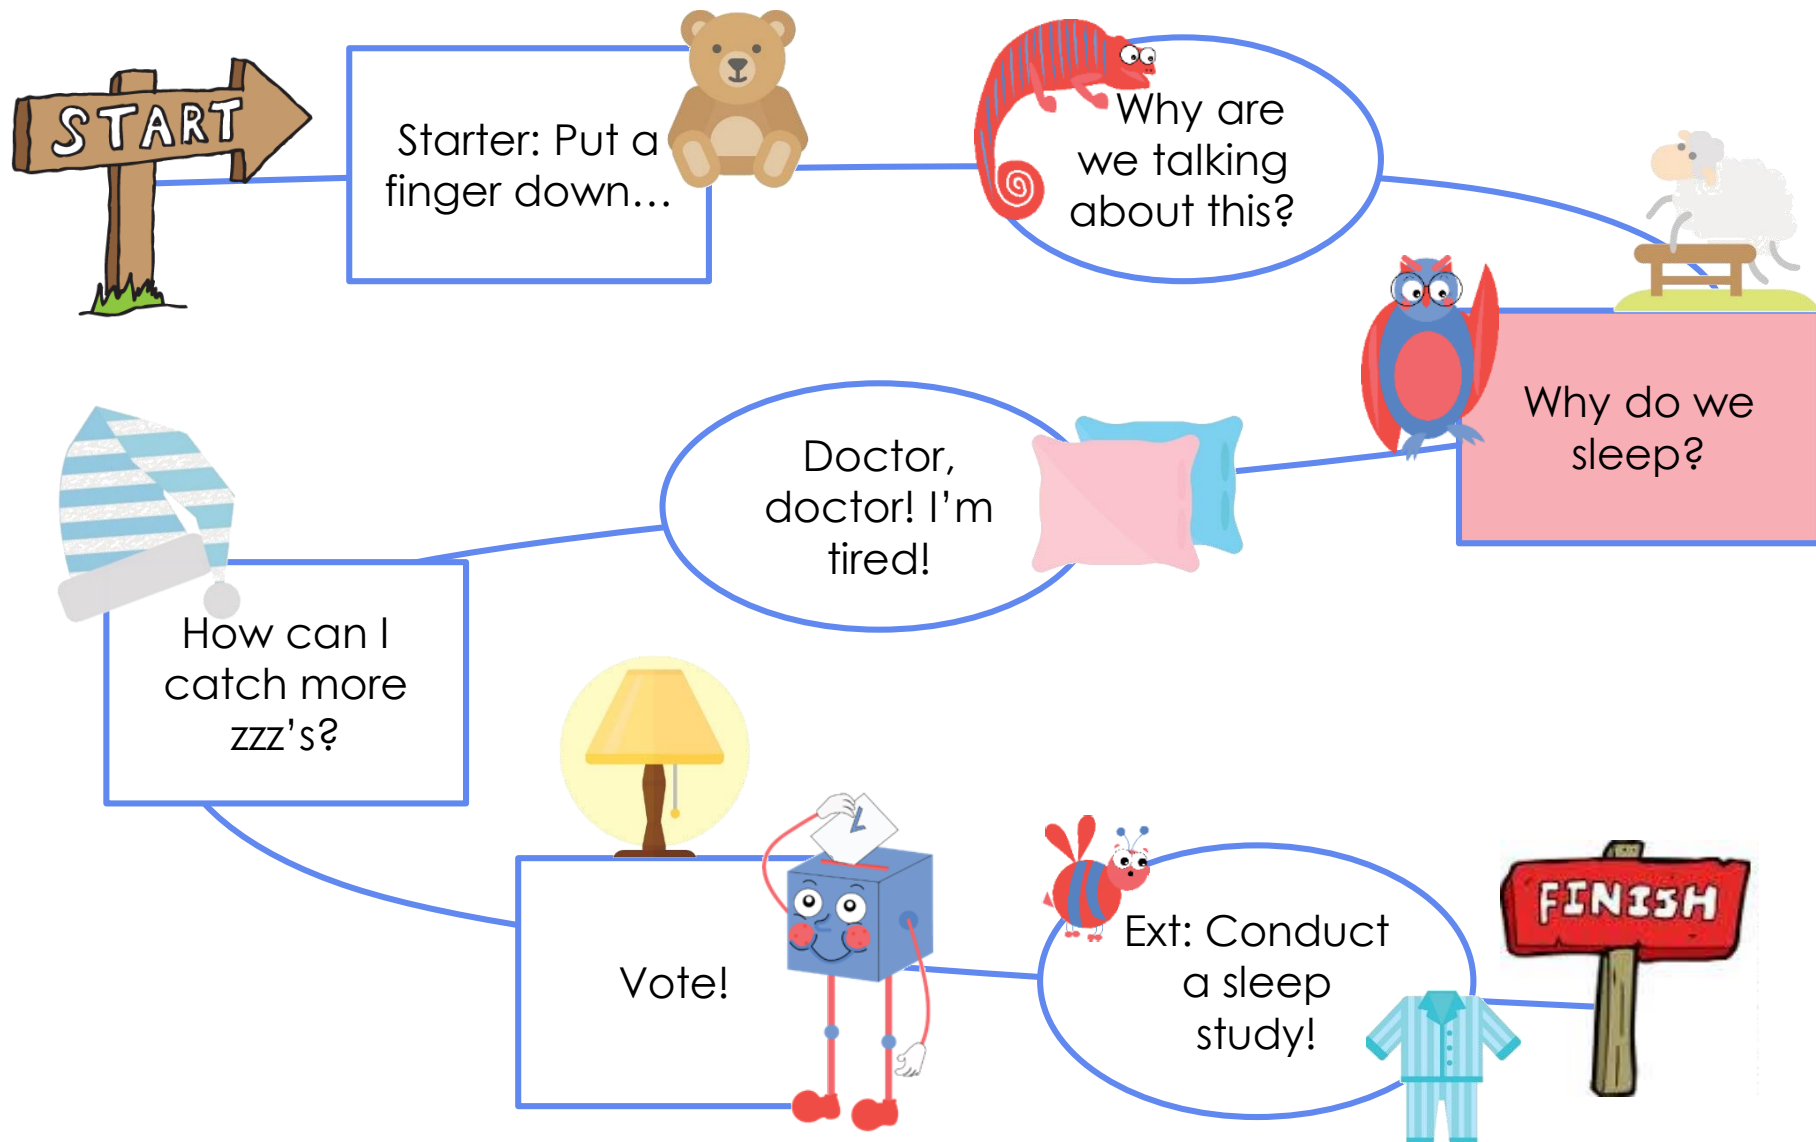 START
Starter: Put a
finger down...
Why are
we talking
about this?
Why do we
sleep?
Doctor,
doctor! I'm
tired!
How can I
catch more
zzz's?
Vote!
Ext: Conduct
a sleep
study!
FINISH